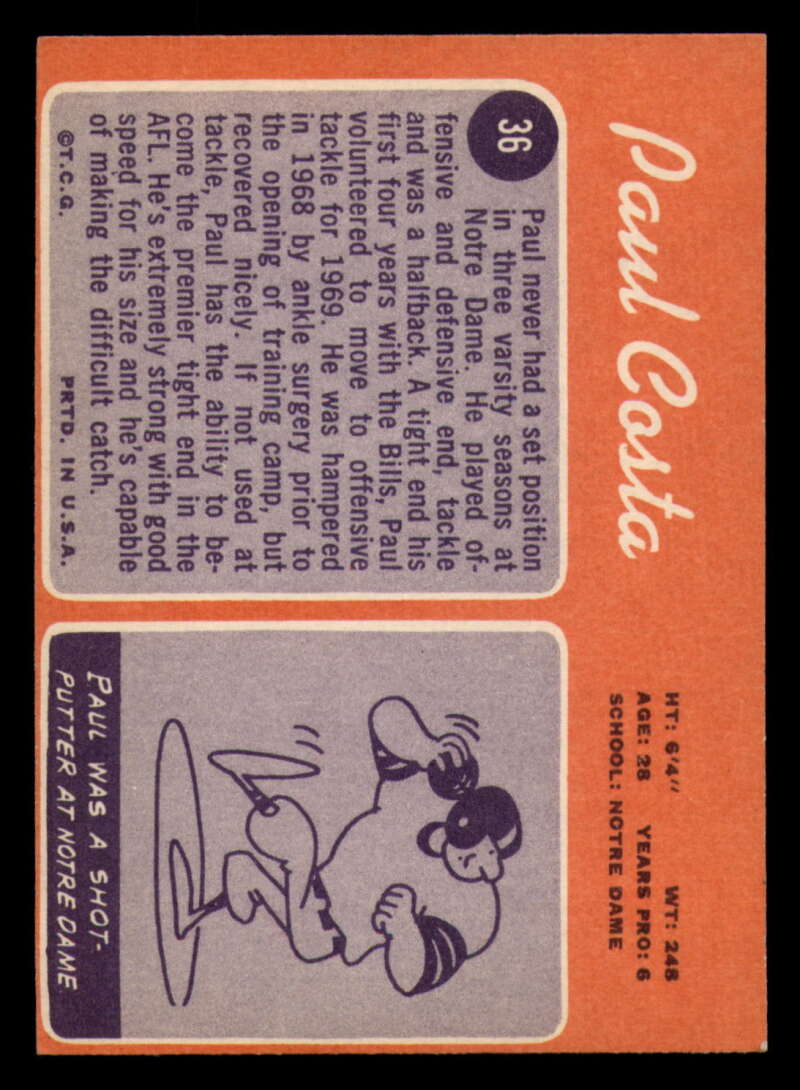 Paul Costa
HT: 6'4" WT: 248
AGE: 28 YEARS PRO: 6
SCHOOL: NOTRE DAME
36
Paul never had a set position
in three varsity seasons at
Notre Dame. He played of-
fensive and defensive end, tackle
and was a halfback. A tight end his
first four years with the Bills, Paul
volunteered to move to offensive
tackle for 1969. He was hampered
in 1968 by ankle surgery prior to
the opening of training camp, but
recovered nicely. If not used at
tackle, Paul has the ability to be-
come the premier tight end in the
AFL. He's extremely strong with good
speed for his size and he's capable
of making the difficult catch.
©T.C.G. PRTD. IN U.S.A.
PAUL WAS A SHOT-
PUTTER AT NOTRE DAME